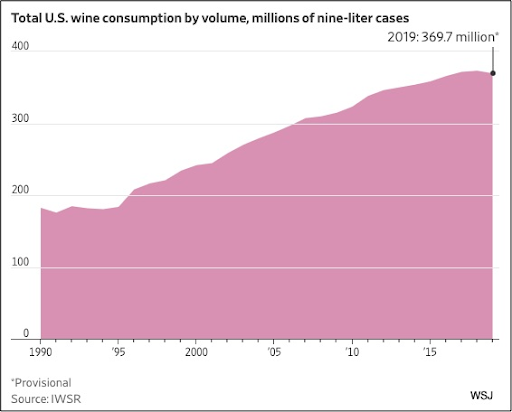 Total U.S. wine consumption by volume, millions of nine-liter cases
2019: 369.7 million*
400
300
200
100
0
1990 '95 2000 '05 '10 '15
*Provisional
Source: IWSR
WSJ